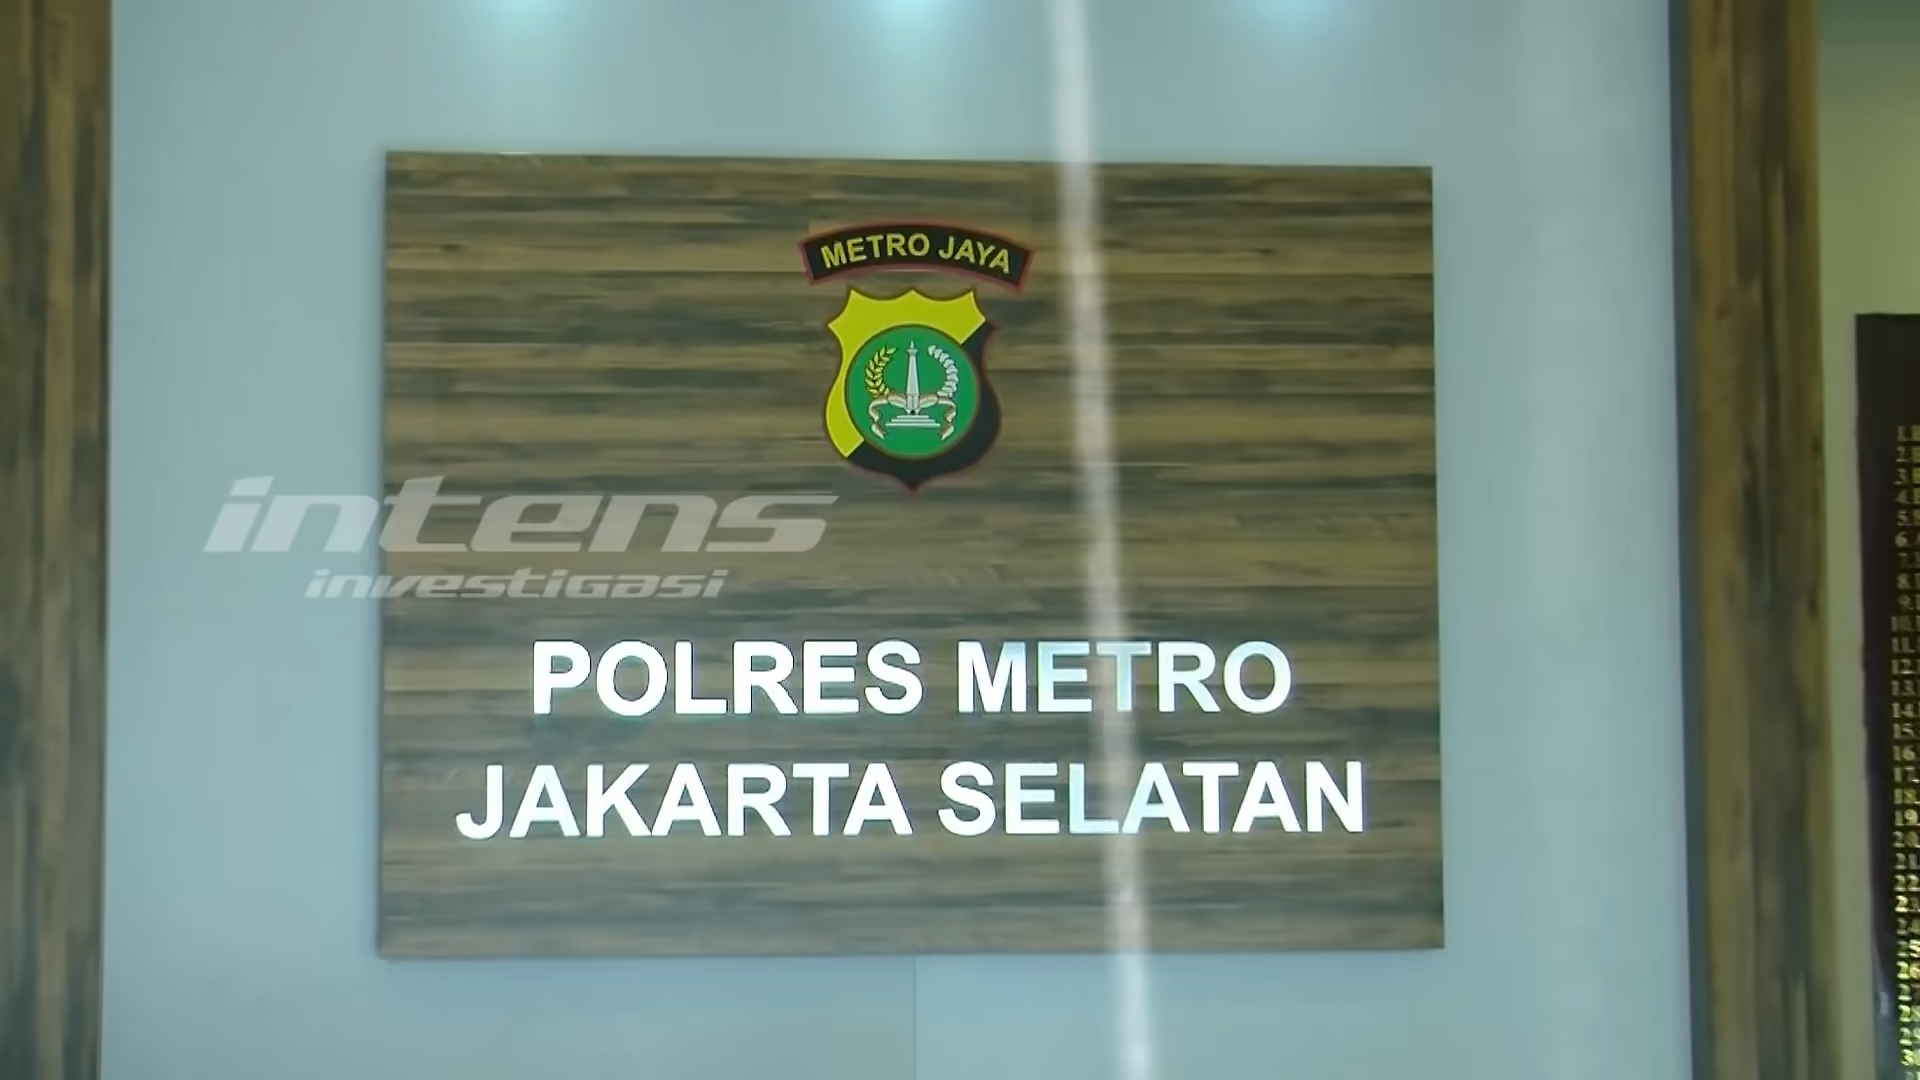 METRO JAYA
intens
investigasi
POLRES METRO
JAKARTA SELATAN